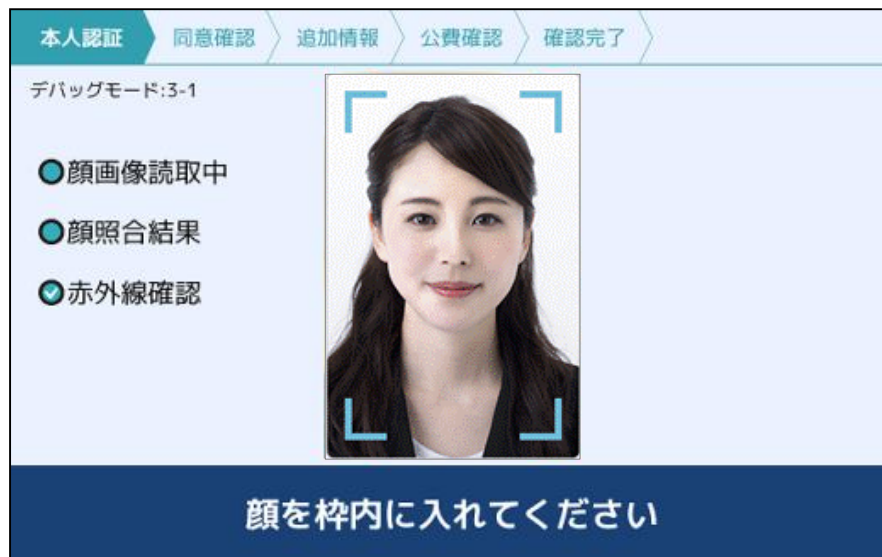 本人認証 同意確認 追加情報 公費確認 確認完了
デバッグモード:3-1
顔画像読取中
顔照合結果
赤外線確認
顔を枠内に入れてください